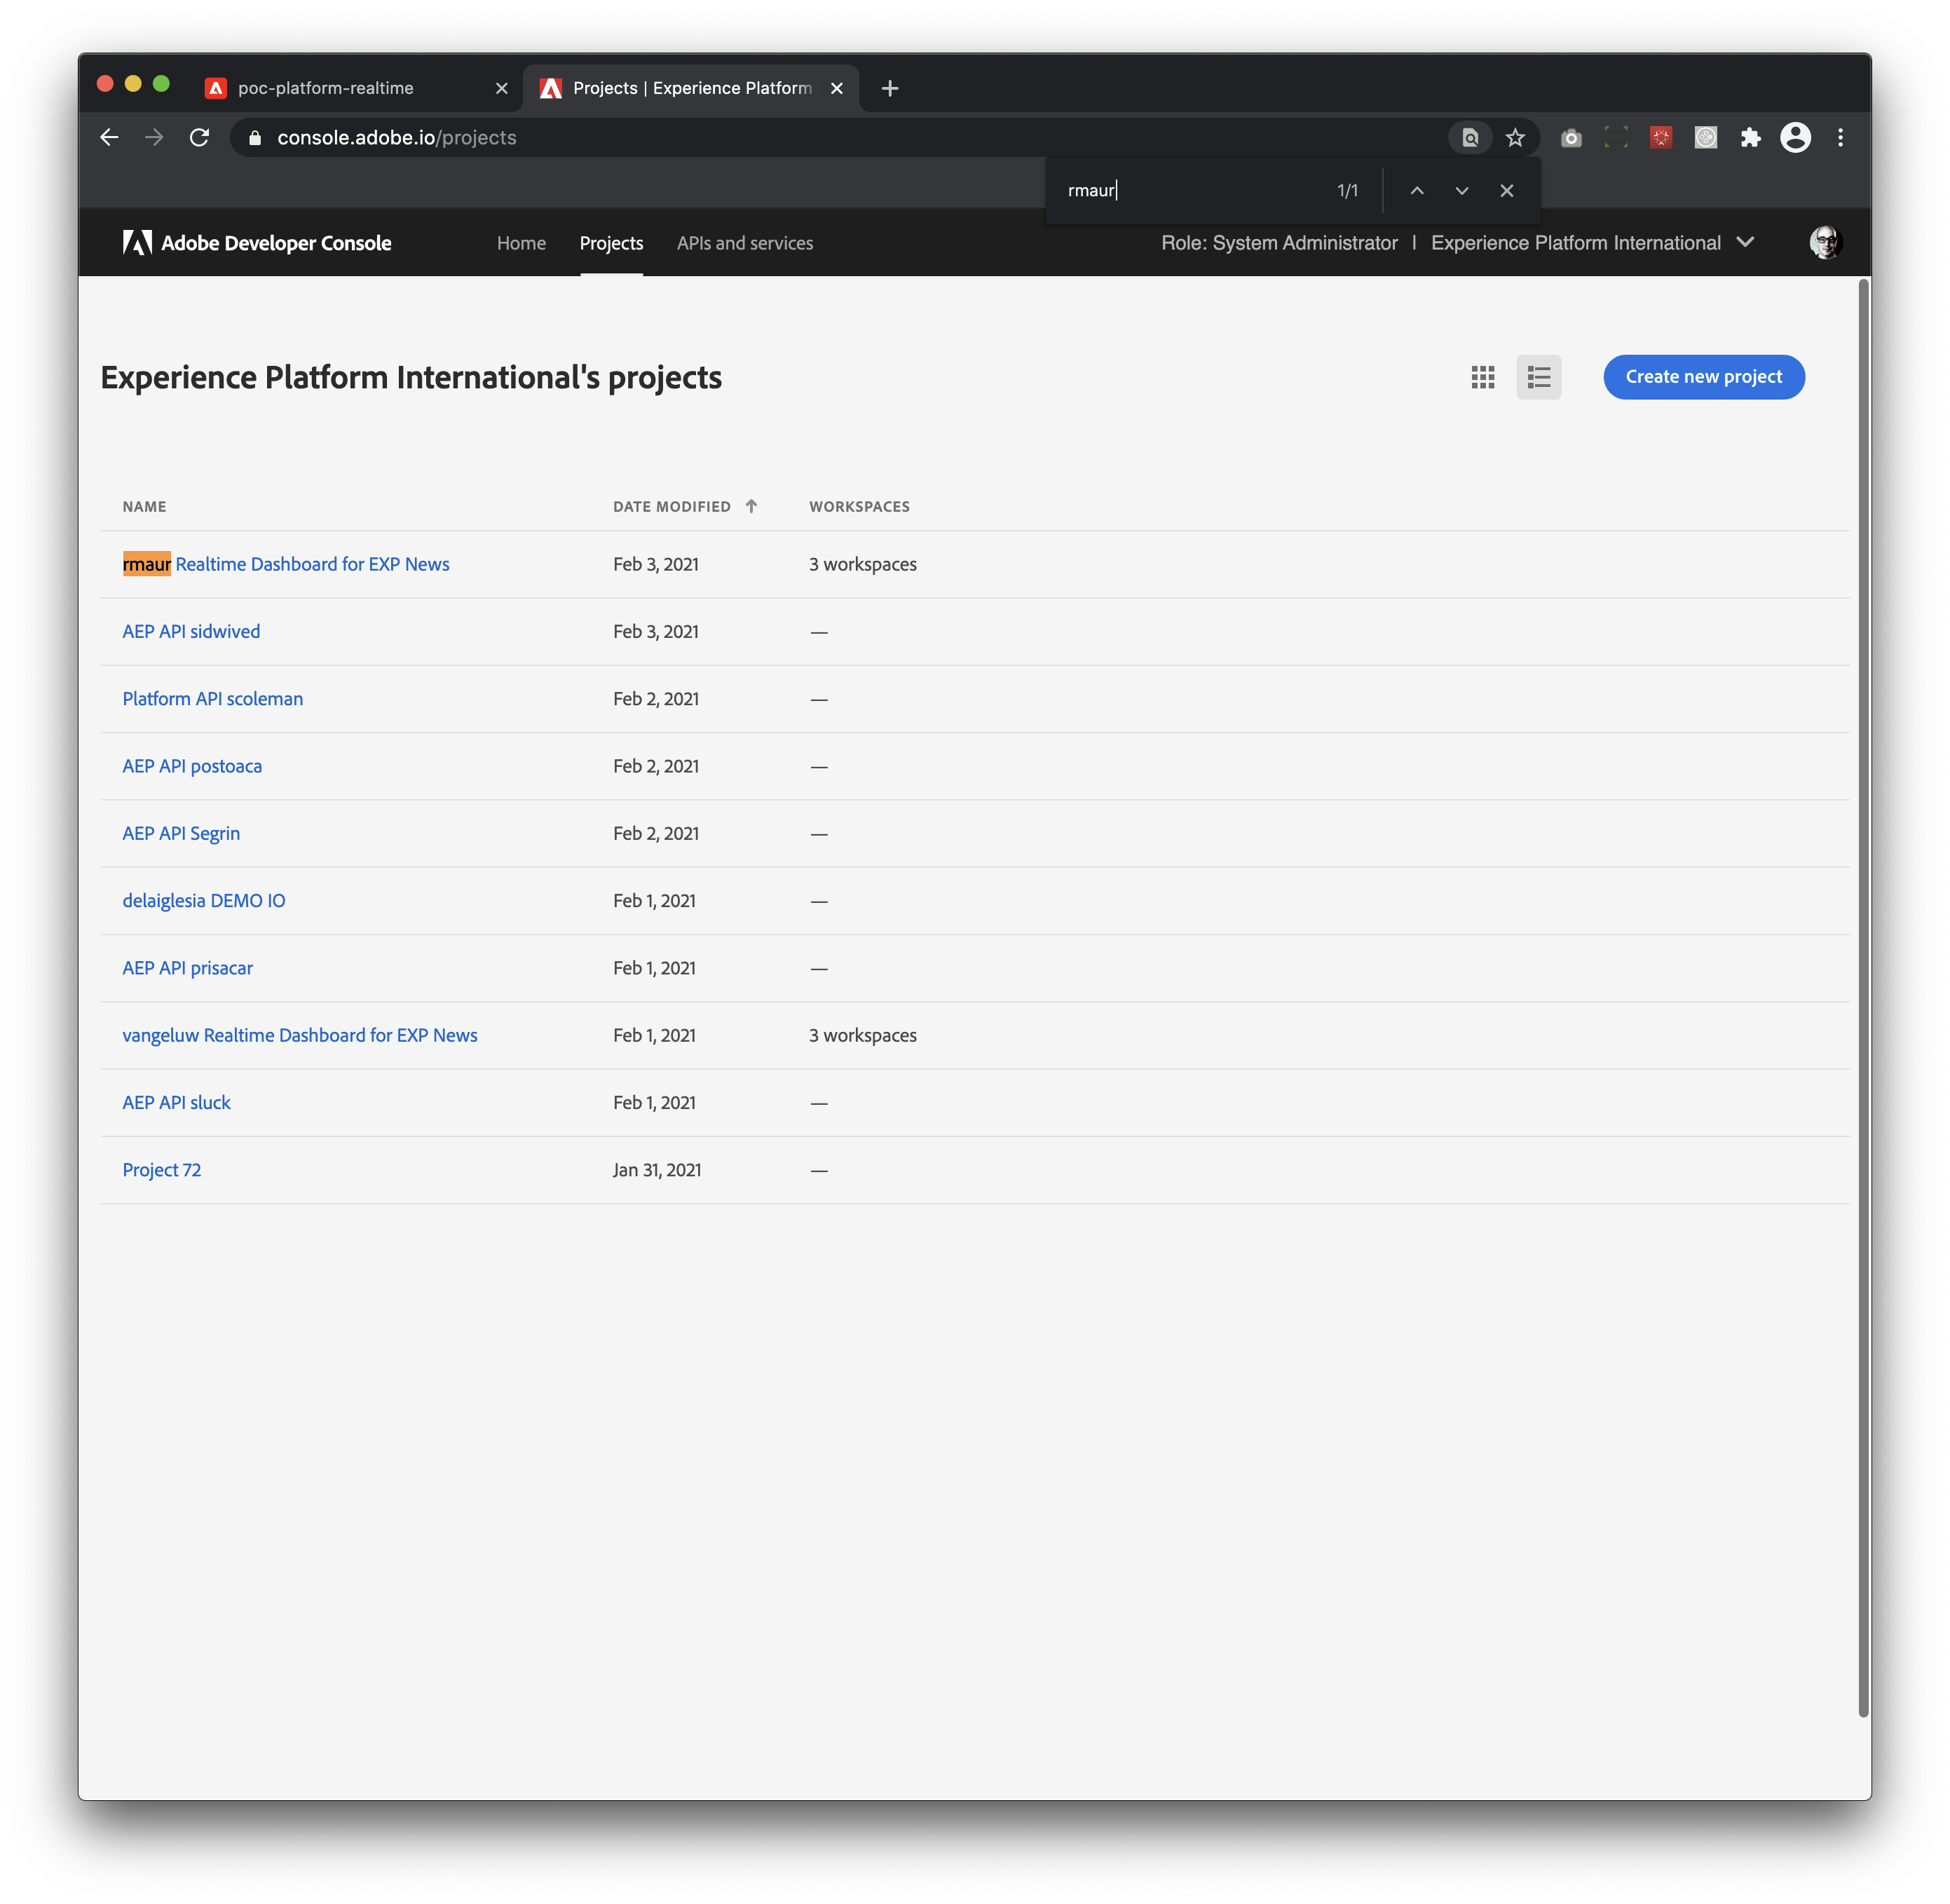 poc-platform-realtime
Projects | Experience Platform
console.adobe.io/projects
rmaur 1/1
Adobe Developer Console Home Projects APIs and services Role: System Administrator | Experience Platform International
Experience Platform International's projects Create new project
NAME DATE MODIFIED WORKSPACES
rmaur Realtime Dashboard for EXP News Feb 3, 2021 3 workspaces
AEP API sidwived Feb 3, 2021 —
Platform API scoleman Feb 2, 2021 —
AEP API postoaca Feb 2, 2021 —
AEP API Segrin Feb 2, 2021 —
delaiglesia DEMO IO Feb 1, 2021 —
AEP API prisacar Feb 1, 2021 —
vangeluw Realtime Dashboard for EXP News Feb 1, 2021 3 workspaces
AEP API sluck Feb 1, 2021 —
Project 72 Jan 31, 2021 —